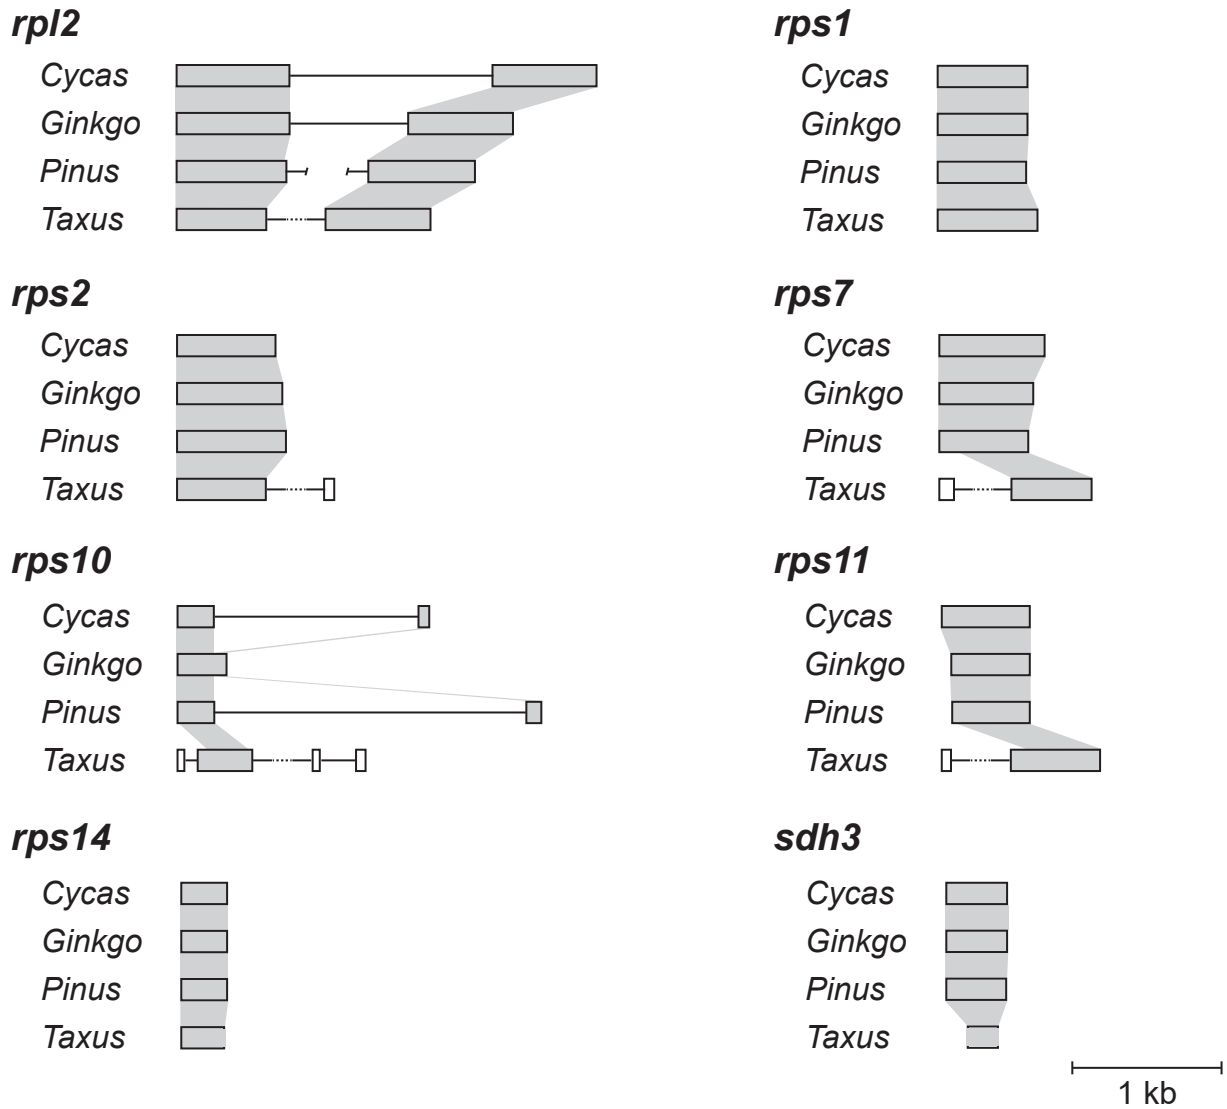 rpl2
Cycas
Ginkgo
Pinus
Taxus
rps1
Cycas
Ginkgo
Pinus
Taxus
rps2
Cycas
Ginkgo
Pinus
Taxus
rps7
Cycas
Ginkgo
Pinus
Taxus
rps10
Cycas
Ginkgo
Pinus
Taxus
rps11
Cycas
Ginkgo
Pinus
Taxus
rps14
Cycas
Ginkgo
Pinus
Taxus
sdh3
Cycas
Ginkgo
Pinus
Taxus
1 kb